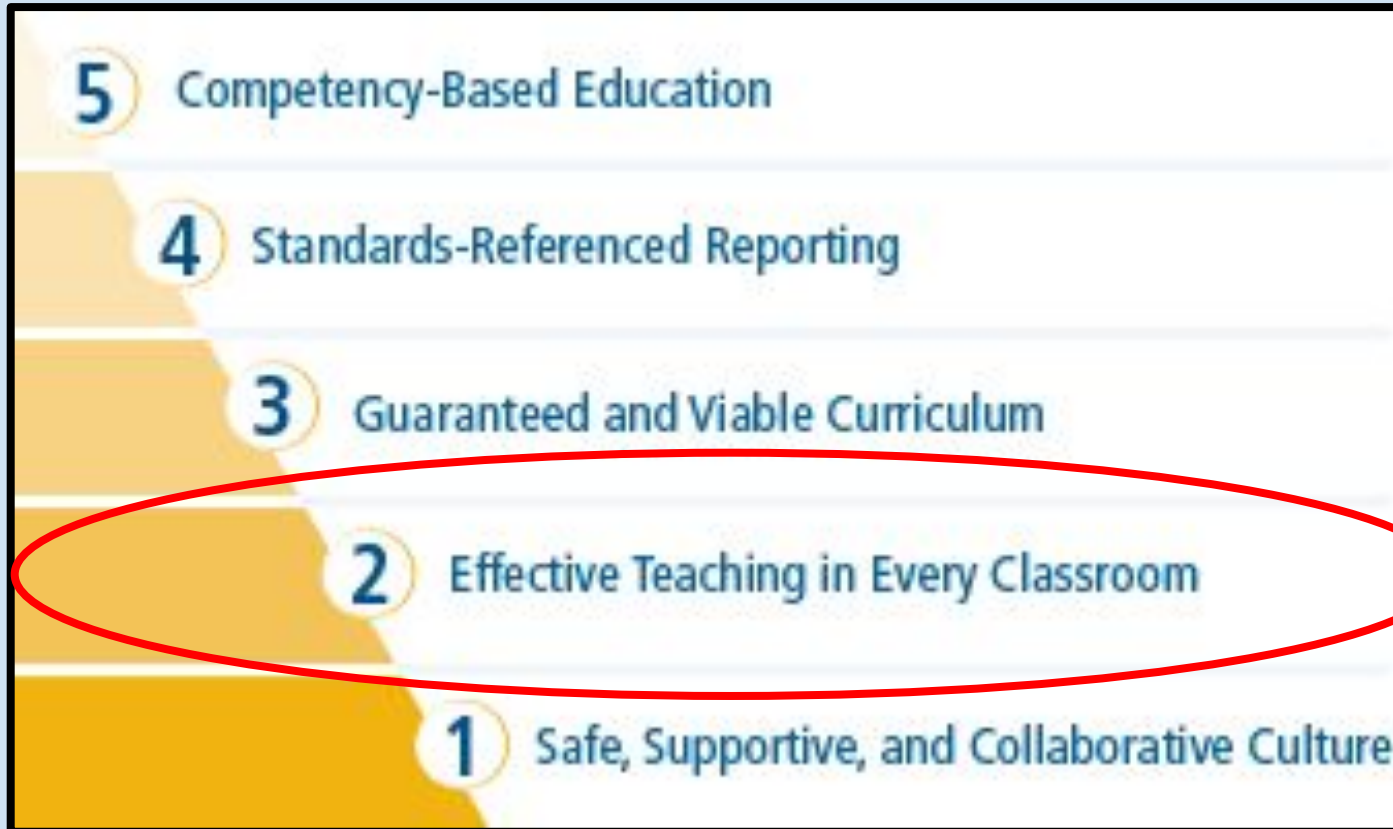 5 Competency-Based Education
4 Standards-Referenced Reporting
3 Guaranteed and Viable Curriculum
2 Effective Teaching in Every Classroom
1 Safe, Supportive, and Collaborative Culture